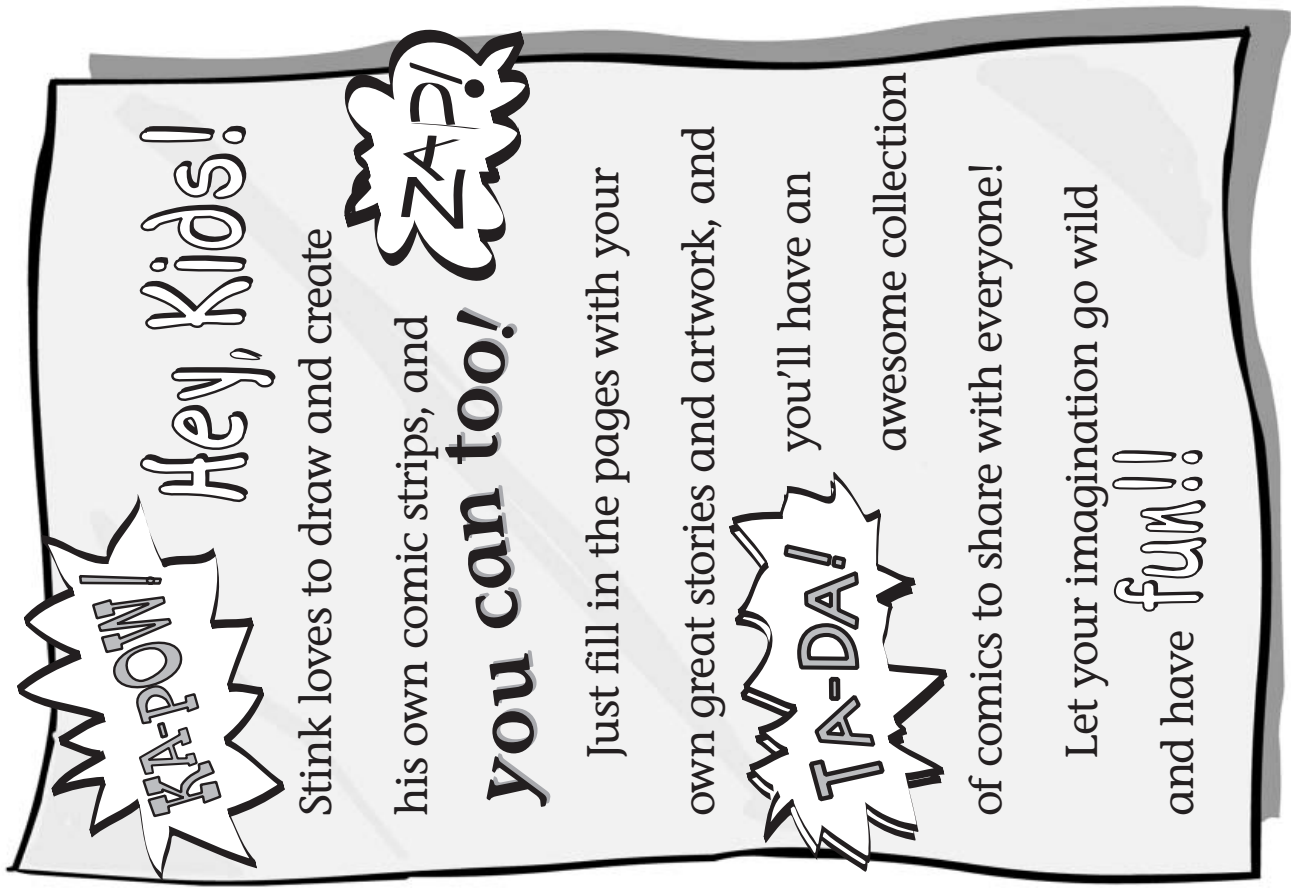 KA-POW!
Hey, Kids!
Stink loves to draw and create
his own comic strips, and
ZAP!
you can too!
Just fill in the pages with your
own great stories and artwork, and
TA-DA!
you'll have an
awesome collection
of comics to share with everyone!
Let your imagination go wild
and have fun!!